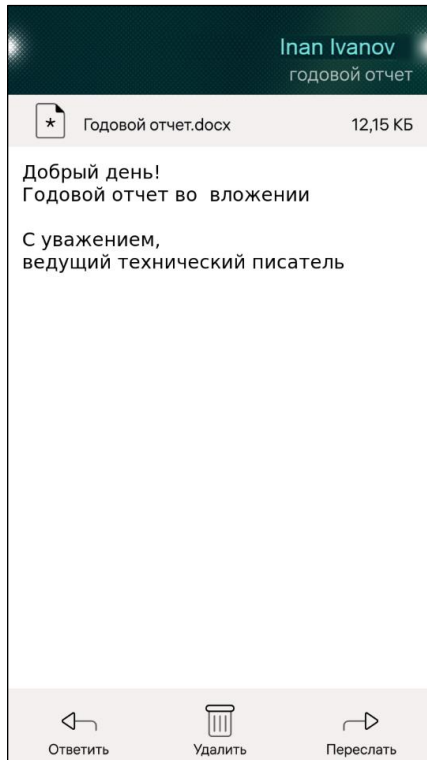 Inan Ivanov
годовой отчет
Годовой отчет.docx 12,15 КБ
Добрый день!
Годовой отчет во  вложении
С уважением,
ведущий технический писатель
Ответить Удалить Переслать